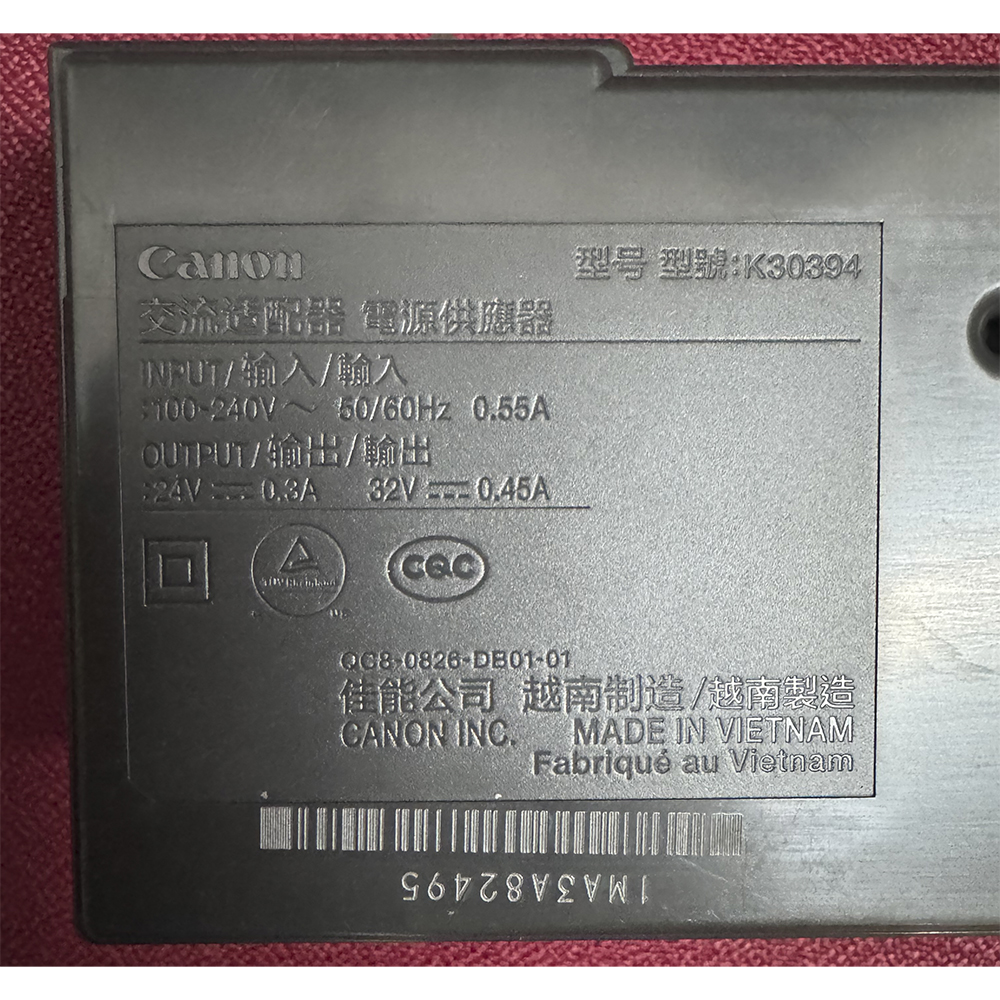 Canon 型号 型號:K30394
交流适配器 電源供應器
INPUT/输入/輸入
:100-240V～ 50/60Hz 0.55A
OUTPUT/输出/輸出
:24V⎓0.3A 32V⎓0.45A
TÜVRheinland
C US
CQC
QC8-0826-DB01-01
佳能公司 越南制造/越南製造
CANON INC. MADE IN VIETNAM
Fabriqué au Vietnam
1MA3A82495